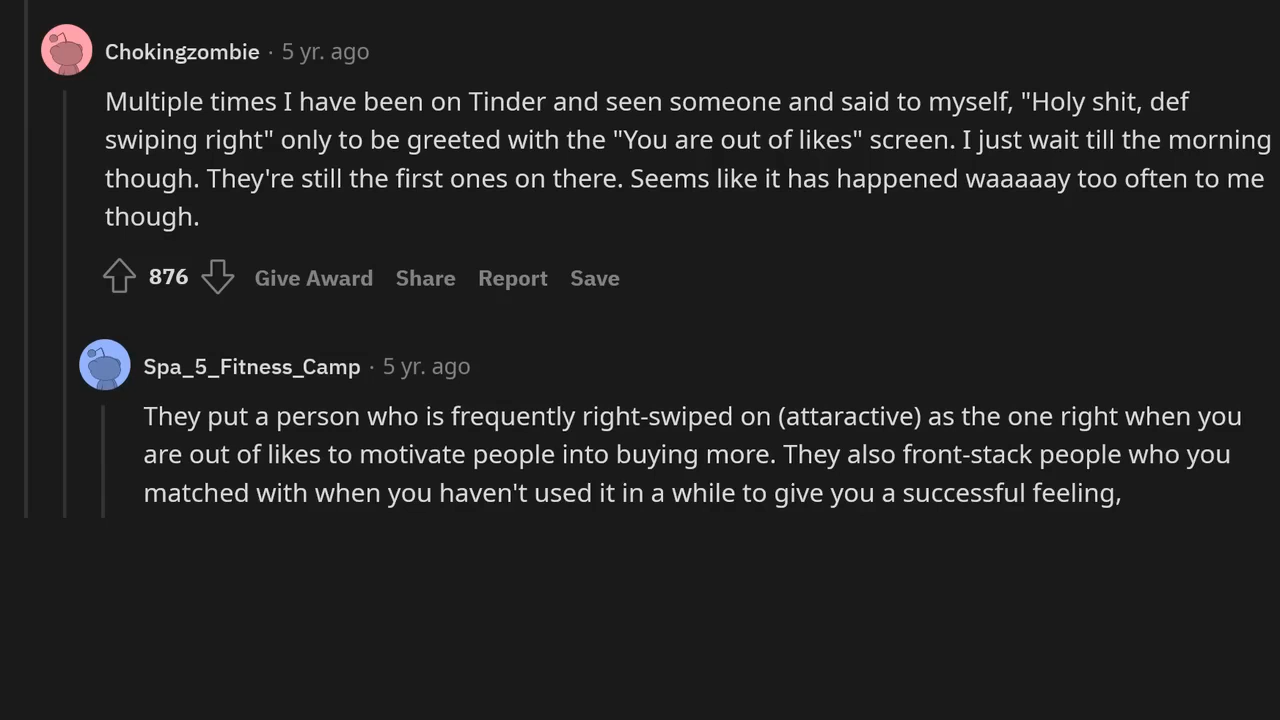 Chokingzombie · 5 yr. ago
Multiple times I have been on Tinder and seen someone and said to myself, "Holy shit, def
swiping right" only to be greeted with the "You are out of likes" screen. I just wait till the morning
though. They're still the first ones on there. Seems like it has happened waaaaay too often to me
though.
876 Give Award Share Report Save
Spa_5_Fitness_Camp · 5 yr. ago
They put a person who is frequently right-swiped on (attaractive) as the one right when you
are out of likes to motivate people into buying more. They also front-stack people who you
matched with when you haven't used it in a while to give you a successful feeling,